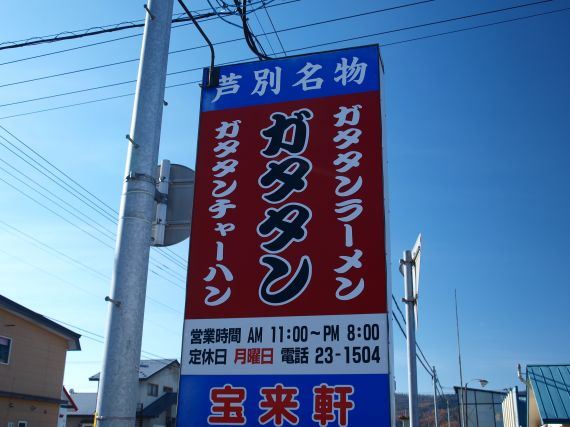 芦別名物
ガタタンラーメン
ガタタン
ガタタンチャーハン
営業時間 AM 11:00〜PM 8:00
定休日 月曜日 電話 23-1504
宝来軒